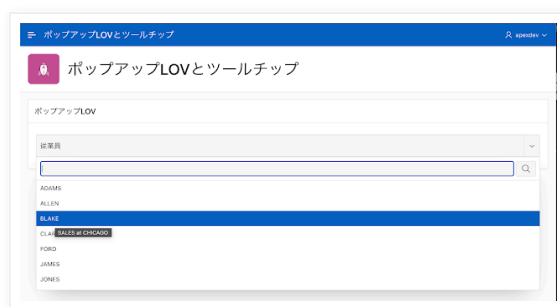 ポップアップLOVとツールチップ
apexdev
ポップアップLOVとツールチップ
ポップアップLOV
従業員
ADAMS
ALLEN
BLAKE
SALES at CHICAGO
FORD
JAMES
JONES